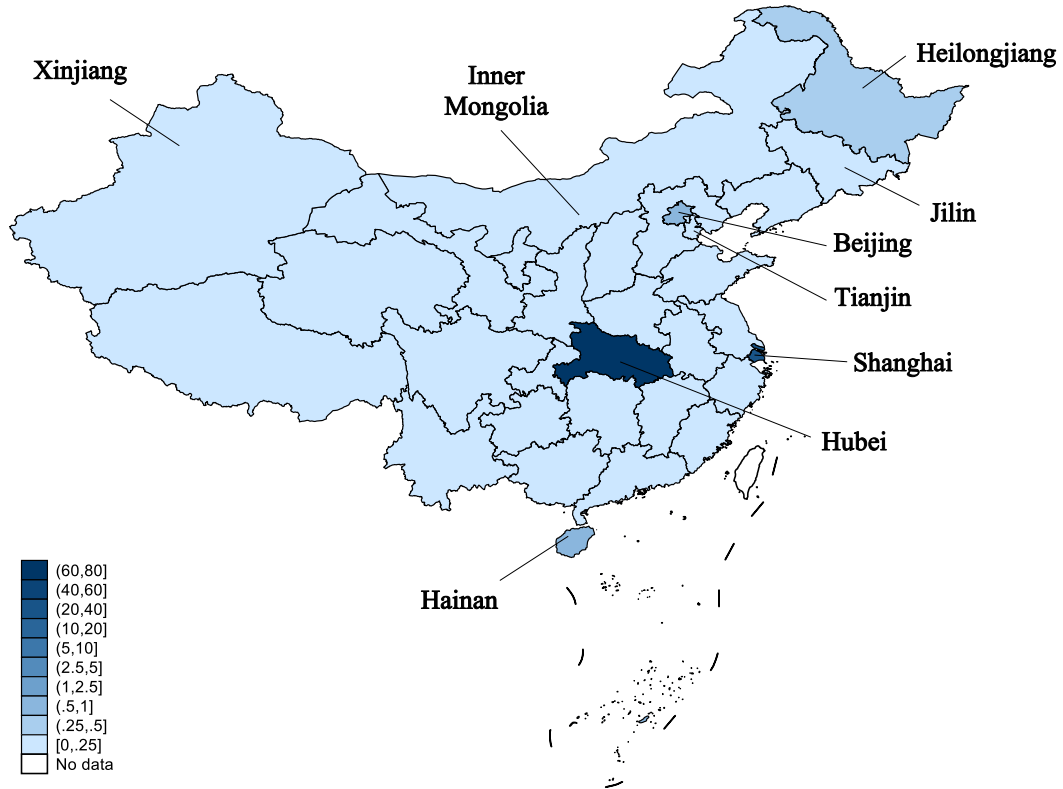 Heilongjiang
Xinjiang
Inner
Mongolia
Jilin
Beijing
Tianjin
Shanghai
Hubei
Hainan
(60,80]
(40,60]
(20,40]
(10,20]
(5,10]
(2.5,5]
(1,2.5]
(.5,1]
(.25,.5]
[0,.25]
No data